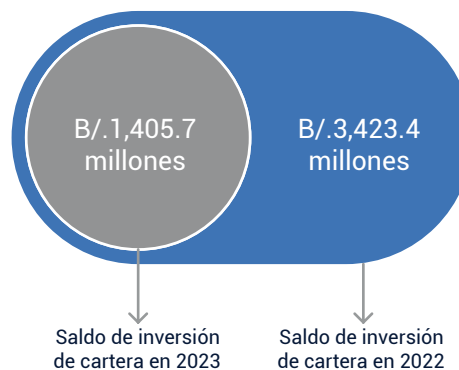 B/.1,405.7
millones
B/.3,423.4
millones
Saldo de inversión
de cartera en 2023
Saldo de inversión
de cartera en 2022